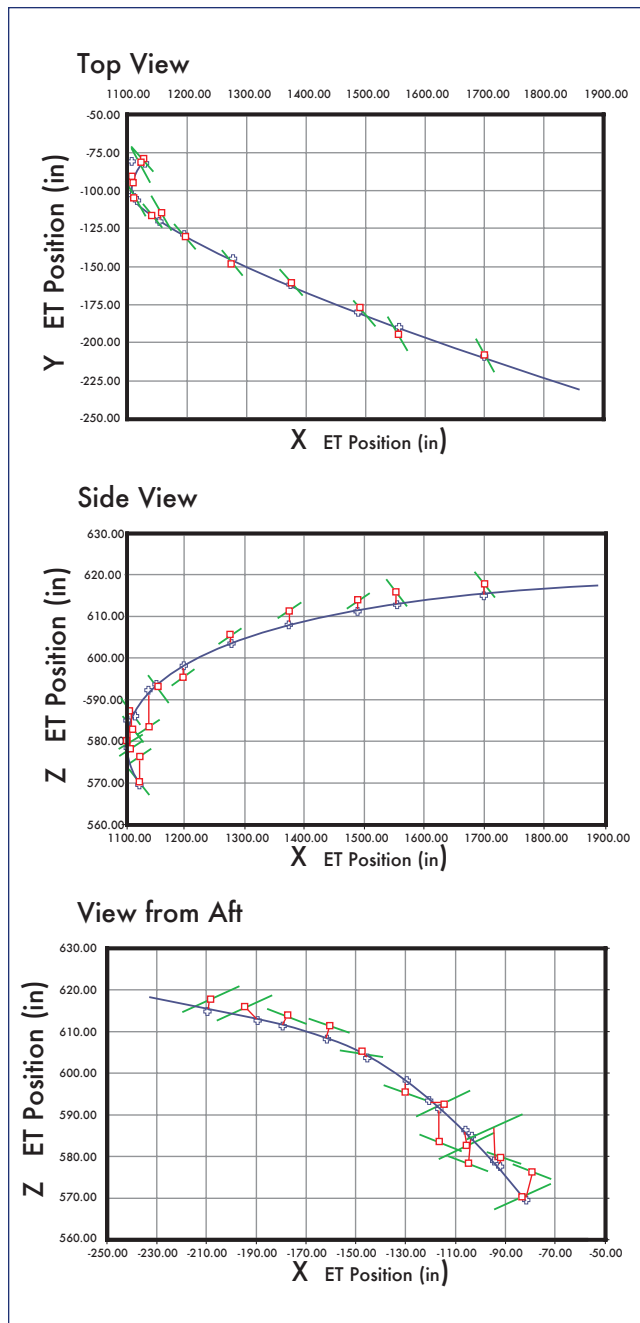 Top View
1100.00 1200.00 1300.00 1400.00 1500.00 1600.00 1700.00 1800.00 1900.00
-50.00
-75.00
-100.00
-125.00
-150.00
-175.00
-200.00
-225.00
-250.00
Y ET Position (in)
X ET Position (in)
Side View
630.00
620.00
610.00
600.00
-590.00
580.00
570.00
560.00
Z ET Position (in)
1100.00 1200.00 1300.00 1400.00 1500.00 1600.00 1700.00 1800.00 1900.00
X ET Position (in)
View from Aft
630.00
620.00
610.00
600.00
590.00
580.00
570.00
560.00
Z ET Position (in)
-250.00 -230.00 -210.00 -190.00 -170.00 -150.00 -130.00 -110.00 -90.00 -70.00 -50.00
X ET Position (in)